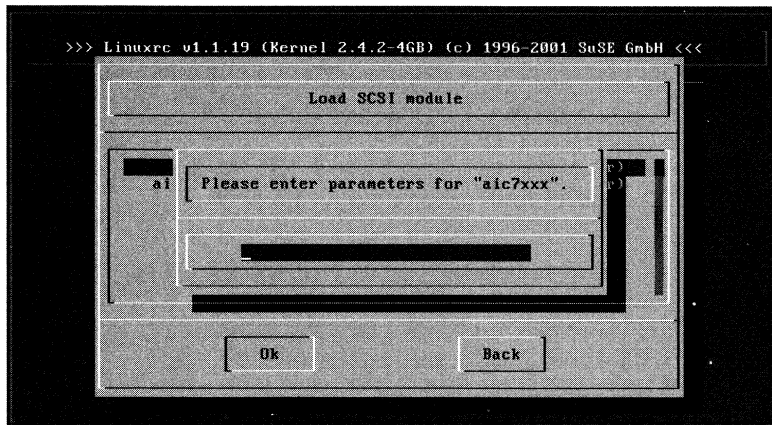 >>> Linuxrc v1.1.19 (Kernel 2.4.2-4GB) (c) 1996-2001 SuSE GmbH <<<
Load SCSI module
r)
ai
r)
Please enter parameters for "aic7xxx".
Ok
Back